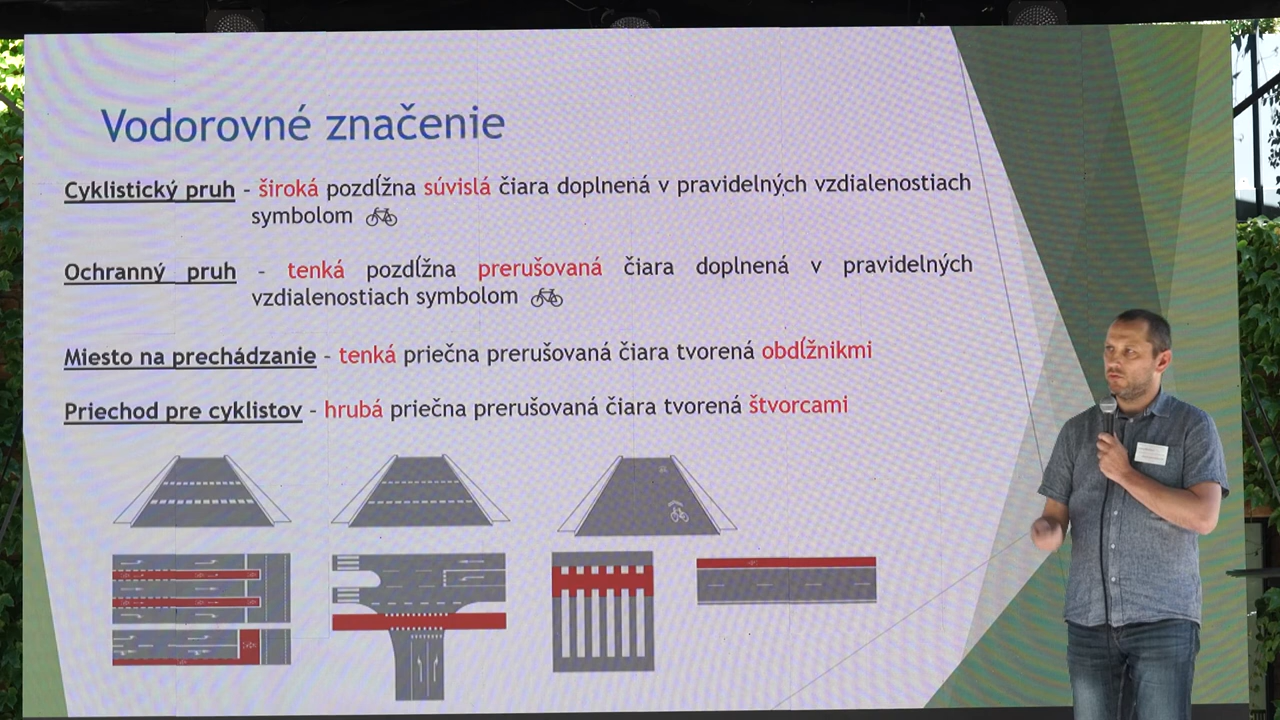 Vodorovné značenie
Cyklistický pruh - široká pozdĺžna súvislá čiara doplnená v pravidelných vzdialenostiach
symbolom
Ochranný pruh - tenká pozdĺžna prerušovaná čiara doplnená v pravidelných
vzdialenostiach symbolom
Miesto na prechádzanie - tenká priečna prerušovaná čiara tvorená obdĺžnikmi
Priechod pre cyklistov - hrubá priečna prerušovaná čiara tvorená štvorcami